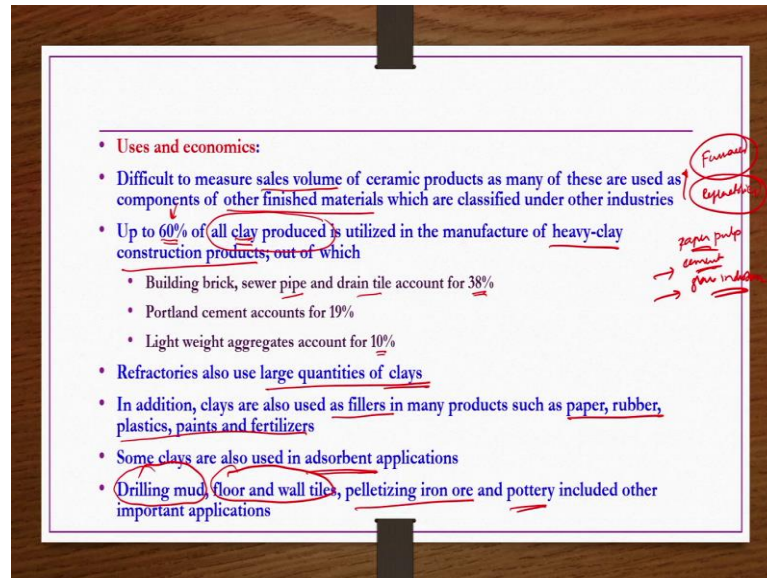 • Uses and economics:
• Difficult to measure sales volume of ceramic products as many of these are used as
components of other finished materials which are classified under other industries
• Up to 60% of all clay produced is utilized in the manufacture of heavy-clay
construction products; out of which
• Building brick, sewer pipe and drain tile account for 38%
• Portland cement accounts for 19%
• Light weight aggregates account for 10%
• Refractories also use large quantities of clays
• In addition, clays are also used as fillers in many products such as paper, rubber,
plastics, paints and fertilizers
• Some clays are also used in adsorbent applications
• Drilling mud, floor and wall tiles, pelletizing iron ore and pottery included other
important applications
paper pulp
cement